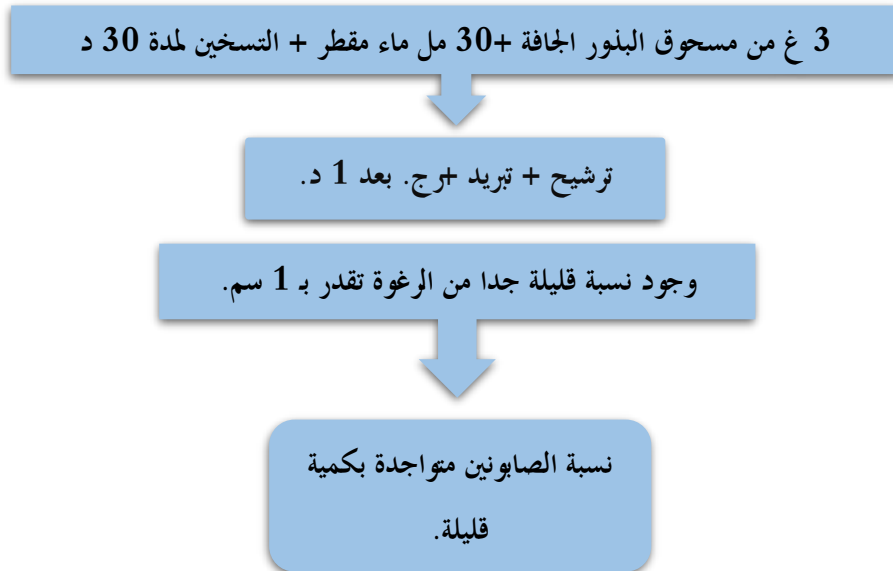 3 غ من مسحوق البذور الجافة +30 مل ماء مقطر + التسخين لمدة 30 د
ترشيح + تبريد +رج. بعد 1 د.
وجود نسبة قليلة جدا من الرغوة تقدر بـ 1 سم.
نسبة الصابونين متواجدة بكمية
قليلة.